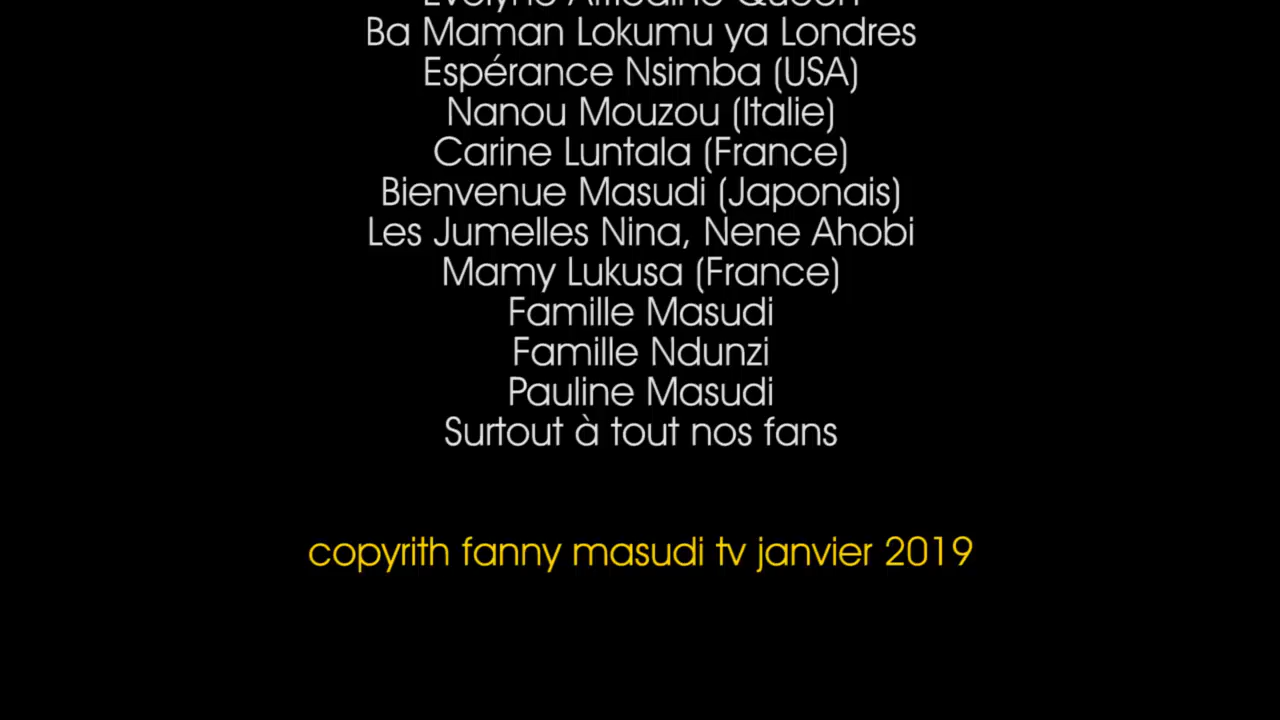 Ba Maman Lokumu ya Londres
Espérance Nsimba (USA)
Nanou Mouzou (Italie)
Carine Luntala (France)
Bienvenue Masudi (Japonais)
Les Jumelles Nina, Nene Ahobi
Mamy Lukusa (France)
Famille Masudi
Famille Ndunzi
Pauline Masudi
Surtout à tout nos fans
copyrith fanny masudi tv janvier 2019